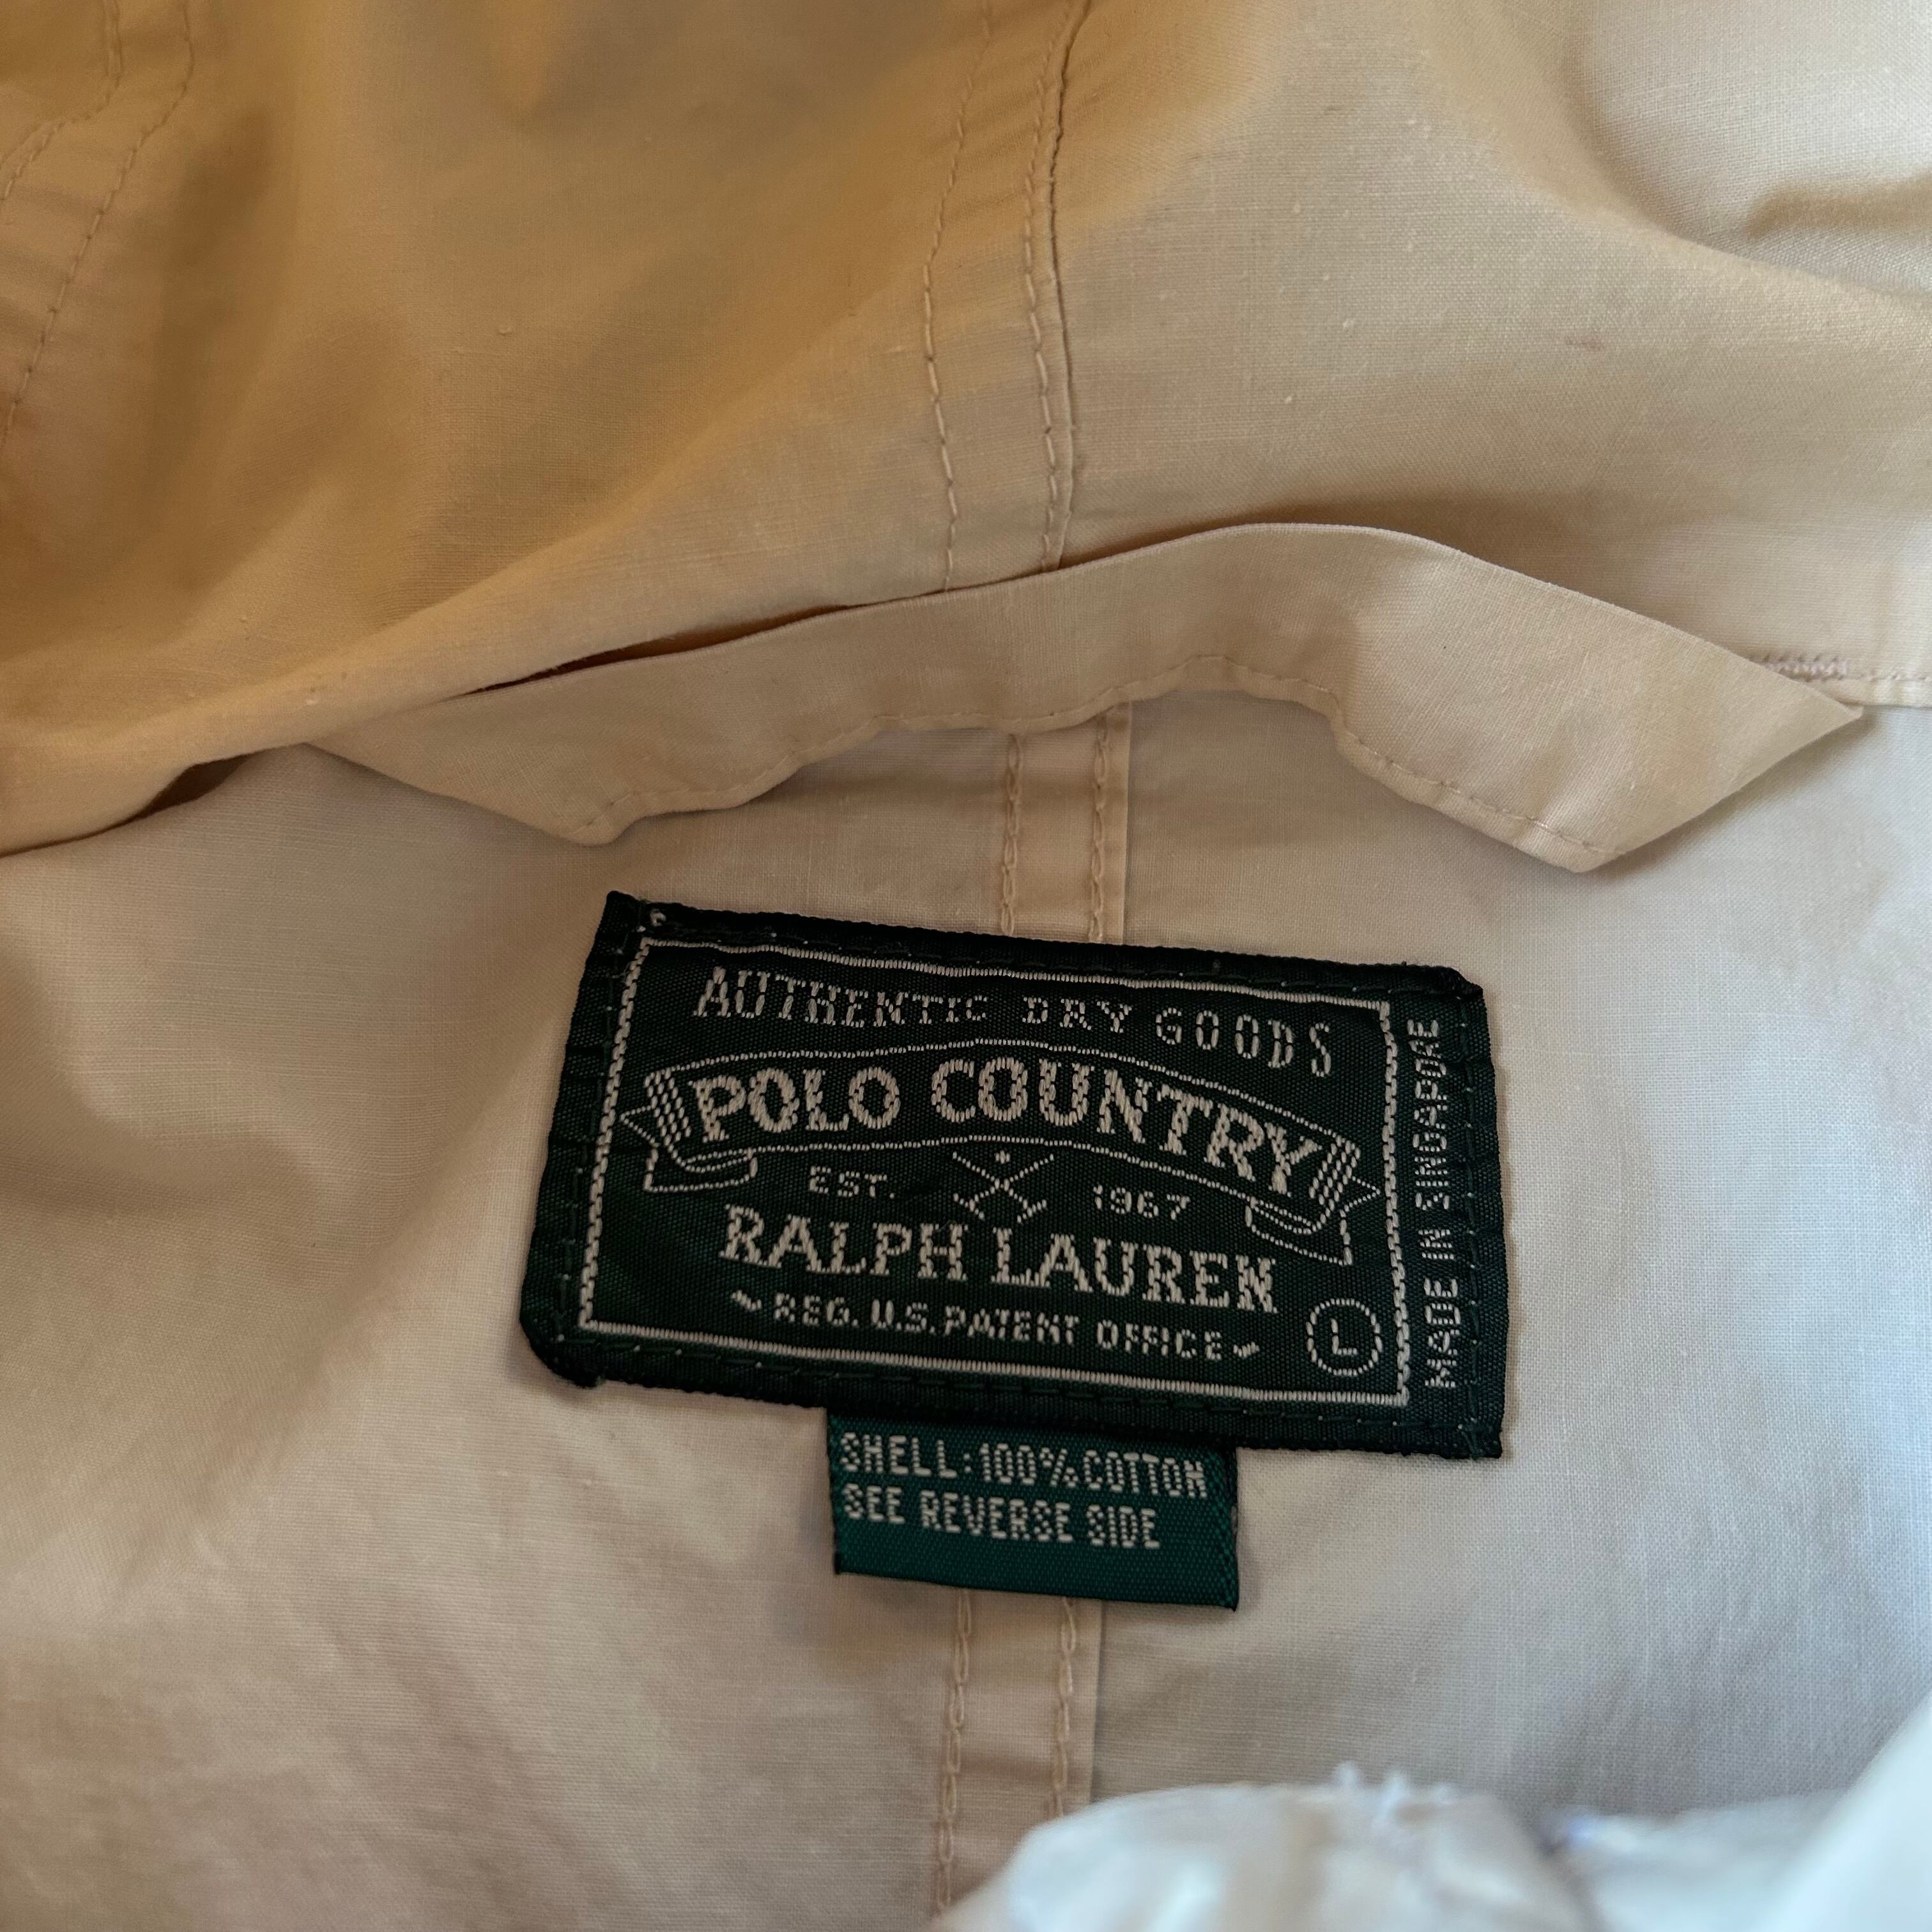 AUTHENTIC DRY GOODS
POLO COUNTRY
EST. 1967
RALPH LAUREN
REG. U.S. PATENT OFFICE
L
MADE IN SINGAPORE
SHELL: 100% COTTON
SEE REVERSE SIDE